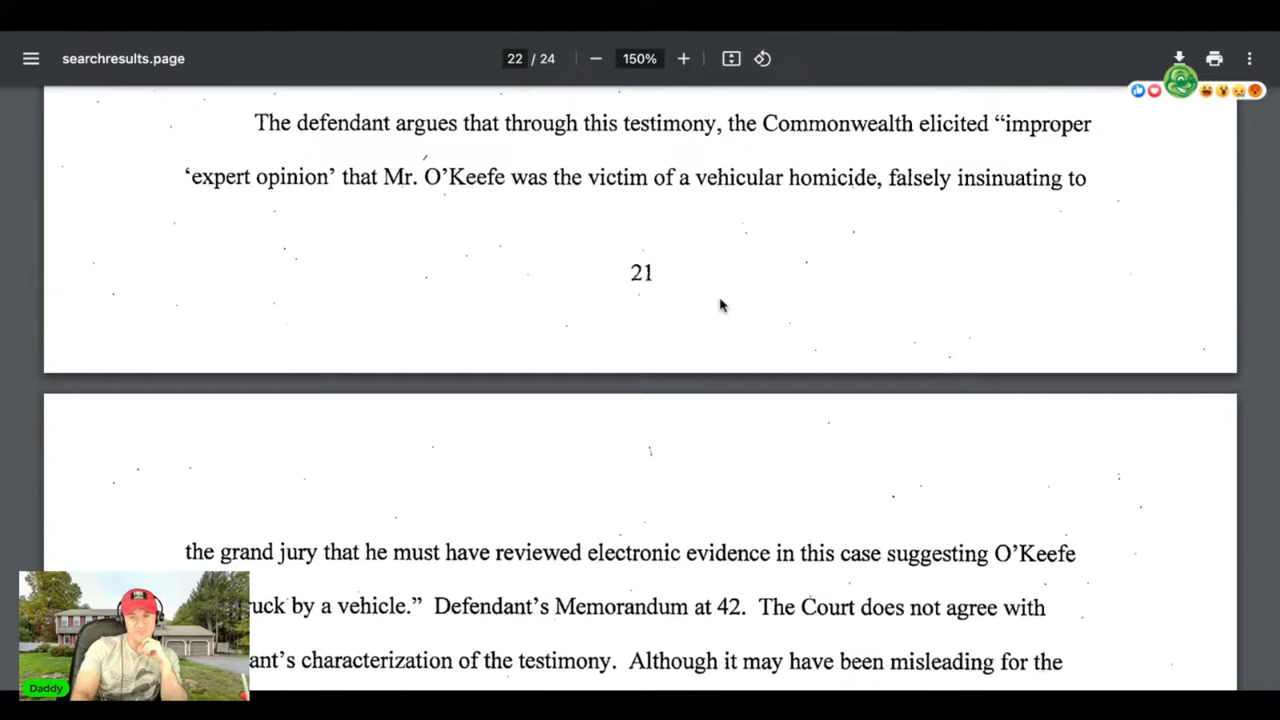 searchresults.page
22 / 24
150%
The defendant argues that through this testimony, the Commonwealth elicited “improper
‘expert opinion’ that Mr. O’Keefe was the victim of a vehicular homicide, falsely insinuating to
21
the grand jury that he must have reviewed electronic evidence in this case suggesting O’Keefe
uck by a vehicle.” Defendant’s Memorandum at 42. The Court does not agree with
ant’s characterization of the testimony. Although it may have been misleading for the
Daddy